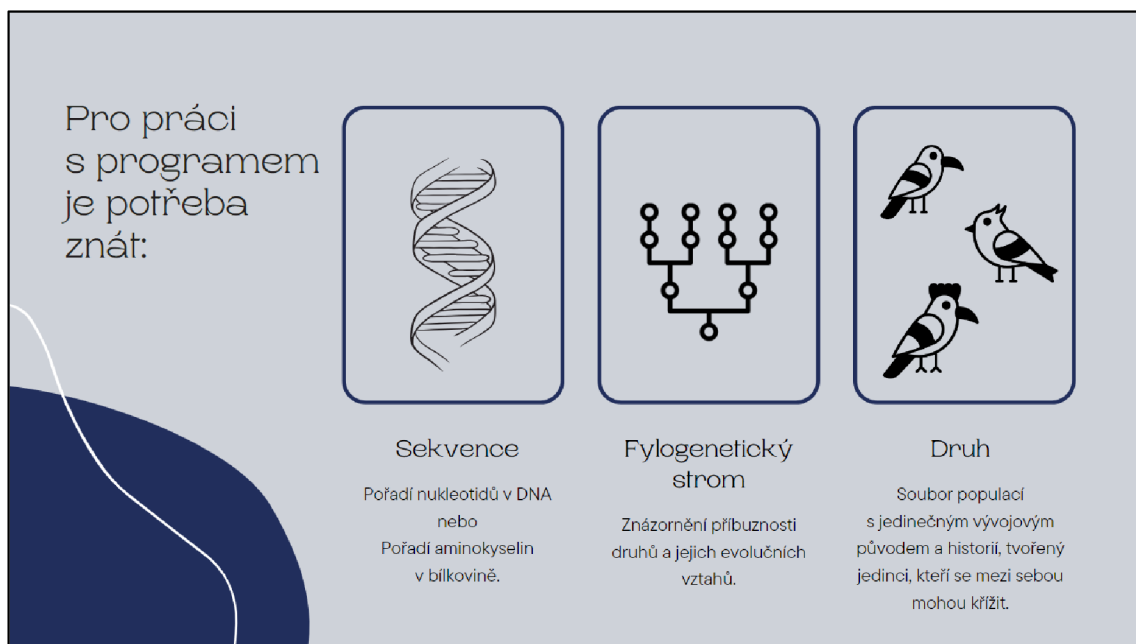 Pro práci
s programem
je potřeba
znát:
Sekvence
Pořadí nukleotidů v DNA
nebo
Pořadí aminokyselin
v bílkovině.
Fylogenetický
strom
Znázornění příbuznosti
druhů a jejich evolučních
vztahů.
Druh
Soubor populací
s jedinečným vývojovým
původem a historií, tvořený
jedinci, kteří se mezi sebou
mohou křížit.